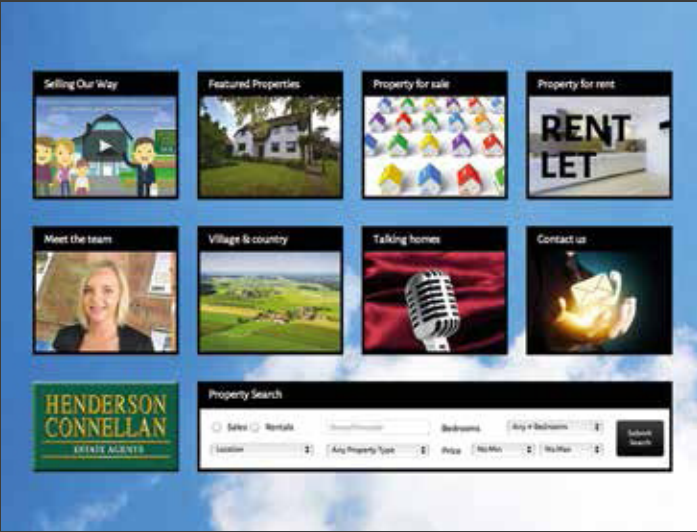 Selling Our Way
Featured Properties
Property for sale
Property for rent
RENT
LET
Meet the team
Village & country
Talking homes
Contact us
HENDERSON
CONNELLAN
ESTATE AGENTS
Property Search
Sales Rentals
Bedrooms
Any # Bedrooms
Submit
Search
Location
Any Property Type
Price
No Min
No Max